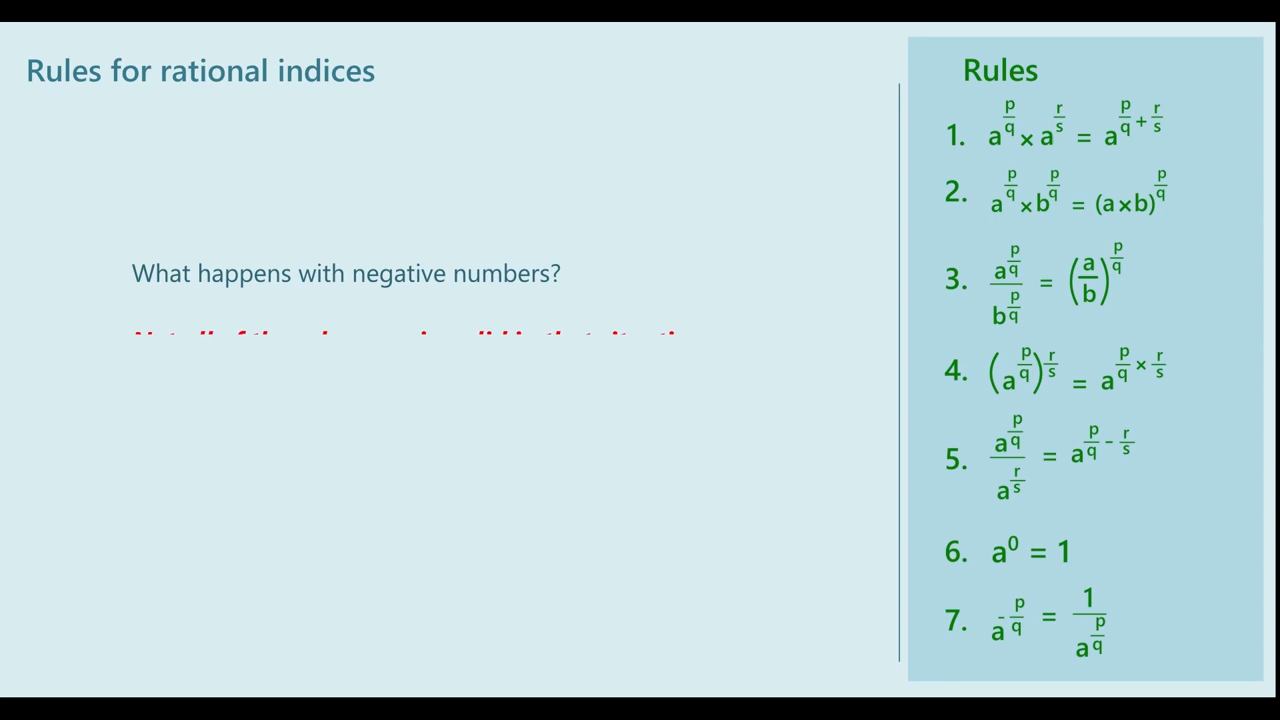 Rules for rational indices
What happens with negative numbers?
Rules
1. a^(p/q) × a^(r/s) = a^(p/q + r/s)
2. a^(p/q) × b^(p/q) = (a×b)^(p/q)
3. a^(p/q) / b^(p/q) = (a/b)^(p/q)
4. (a^(p/q))^(r/s) = a^(p/q × r/s)
5. a^(p/q) / a^(r/s) = a^(p/q - r/s)
6. a^0 = 1
7. a^(-p/q) = 1 / a^(p/q)